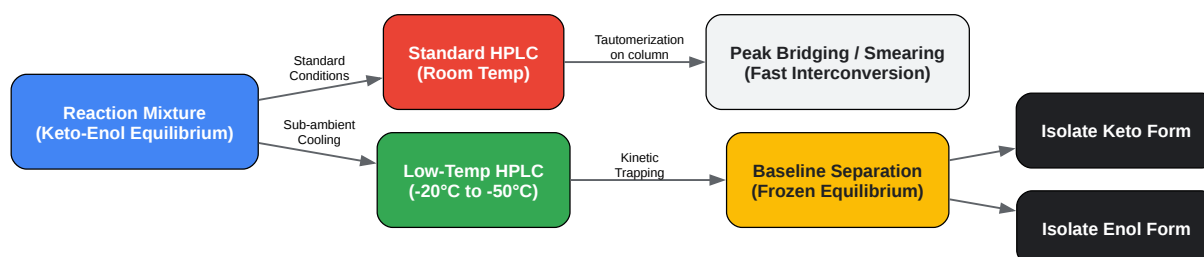 Reaction Mixture
(Keto-Enol Equilibrium)
Standard
Conditions
Sub-ambient
Cooling
Standard HPLC
(Room Temp)
Low-Temp HPLC
(-20°C to -50°C)
Tautomerization
on column
Kinetic
Trapping
Peak Bridging / Smearing
(Fast Interconversion)
Baseline Separation
(Frozen Equilibrium)
Isolate Keto Form
Isolate Enol Form